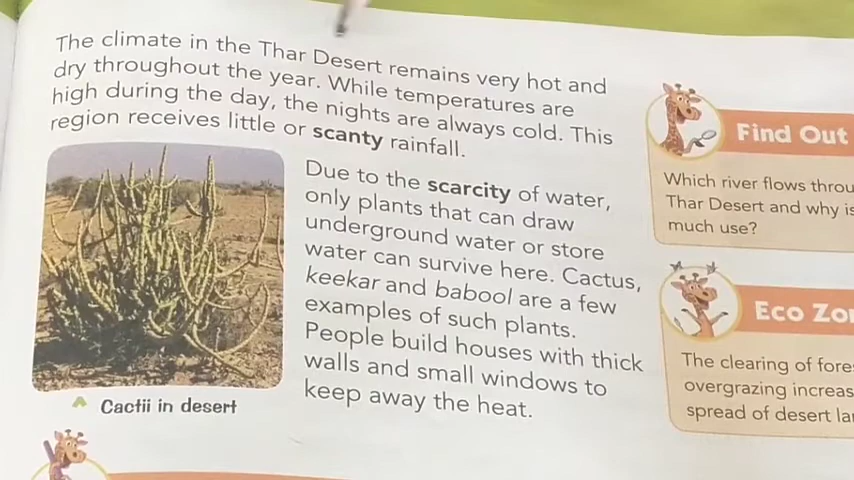 The climate in the Thar Desert remains very hot and
dry throughout the year. While temperatures are
high during the day, the nights are always cold. This
region receives little or scanty rainfall.
Due to the scarcity of water,
only plants that can draw
underground water or store
water can survive here. Cactus,
keekar and babool are a few
examples of such plants.
People build houses with thick
walls and small windows to
keep away the heat.
Cactii in desert
Find Out
Which river flows
Thar Desert and why
much use?
Eco
The clearing of
overgrazing
spread of desert